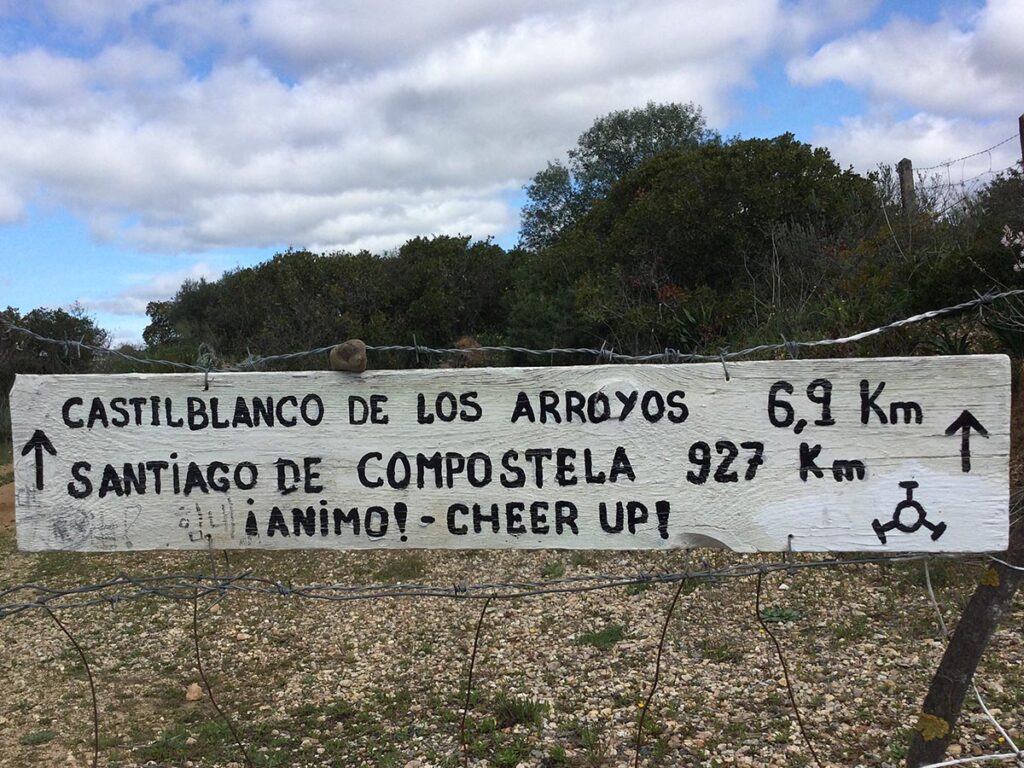 CASTILBLANCO DE LOS ARROYOS 6,9 Km
SANTIAGO DE COMPOSTELA 927 Km
¡ANIMO! - CHEER UP!